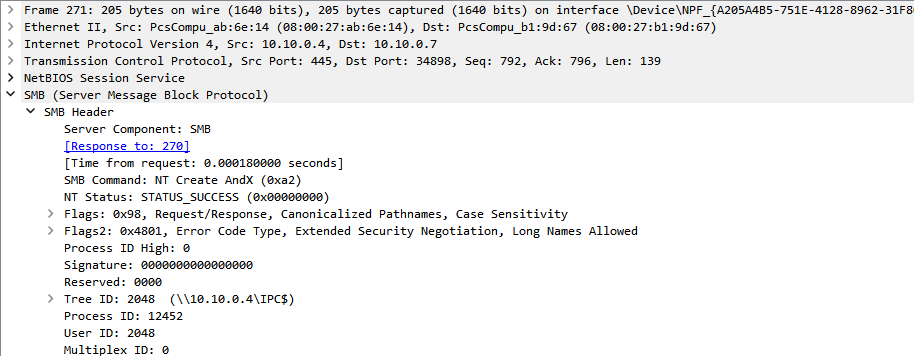 Frame 271: 205 bytes on wire (1640 bits), 205 bytes captured (1640 bits) on interface \Device\NPF_{A205A4B5-751E-4128-8962-31F8
Ethernet II, Src: PcsCompu_ab:6e:14 (08:00:27:ab:6e:14), Dst: PcsCompu_b1:9d:67 (08:00:27:b1:9d:67)
Internet Protocol Version 4, Src: 10.10.0.4, Dst: 10.10.0.7
Transmission Control Protocol, Src Port: 445, Dst Port: 34898, Seq: 792, Ack: 796, Len: 139
NetBIOS Session Service
SMB (Server Message Block Protocol)
SMB Header
Server Component: SMB
[Response to: 270]
[Time from request: 0.000180000 seconds]
SMB Command: NT Create AndX (0xa2)
NT Status: STATUS_SUCCESS (0x00000000)
Flags: 0x98, Request/Response, Canonicalized Pathnames, Case Sensitivity
Flags2: 0x4801, Error Code Type, Extended Security Negotiation, Long Names Allowed
Process ID High: 0
Signature: 0000000000000000
Reserved: 0000
Tree ID: 2048  (\\10.10.0.4\IPC$)
Process ID: 12452
User ID: 2048
Multiplex ID: 0